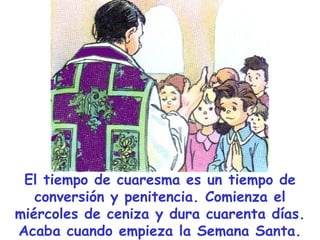 El tiempo de cuaresma es un tiempo de
conversión y penitencia. Comienza el
miércoles de ceniza y dura cuarenta días.
Acaba cuando empieza la Semana Santa.